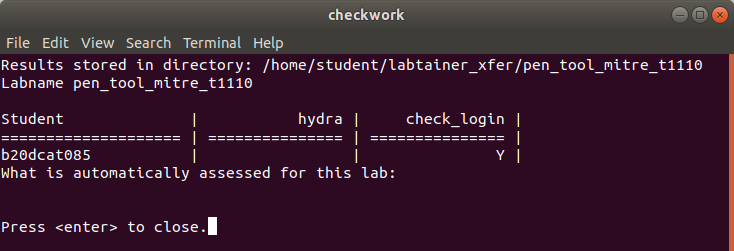 checkwork
File Edit View Search Terminal Help
Results stored in directory: /home/student/labtainer_xfer/pen_tool_mitre_t1110
Labname pen_tool_mitre_t1110
Student | hydra | check_login |
==================== | =============== | =============== |
b20dcat085 | | Y |
What is automatically assessed for this lab:
Press <enter> to close.